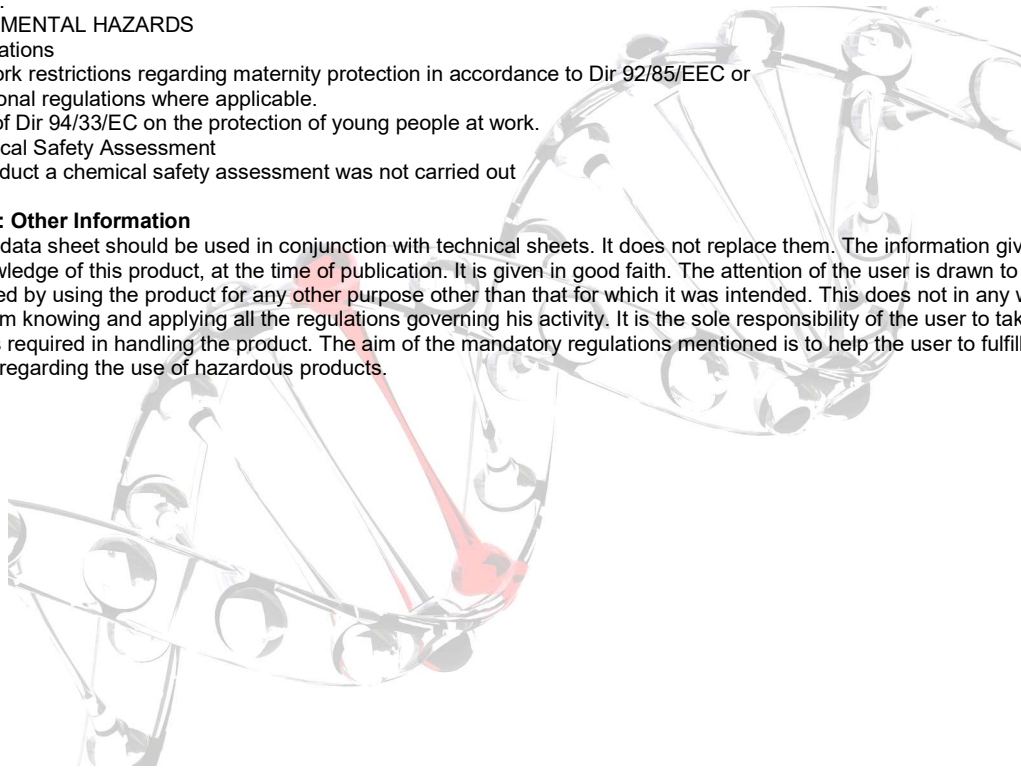 MENTAL HAZARDS
ations
ork restrictions regarding maternity protection in accordance to Dir 92/85/EEC or
onal regulations where applicable.
of Dir 94/33/EC on the protection of young people at work.
cal Safety Assessment
duct a chemical safety assessment was not carried out
: Other Information
data sheet should be used in conjunction with technical sheets. It does not replace them. The information giv
wledge of this product, at the time of publication. It is given in good faith. The attention of the user is drawn to
ed by using the product for any other purpose other than that for which it was intended. This does not in any w
m knowing and applying all the regulations governing his activity. It is the sole responsibility of the user to tak
s required in handling the product. The aim of the mandatory regulations mentioned is to help the user to fulfill
regarding the use of hazardous products.